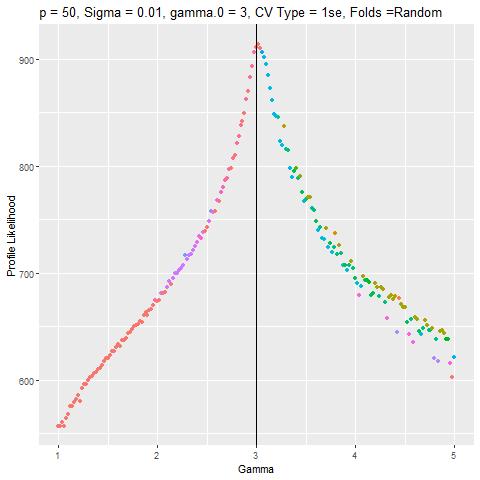 p = 50, Sigma = 0.01, gamma.0 = 3, CV Type = 1se, Folds =Random
Profile Likelihood
900
800
700
600
1 2 3 4 5
Gamma